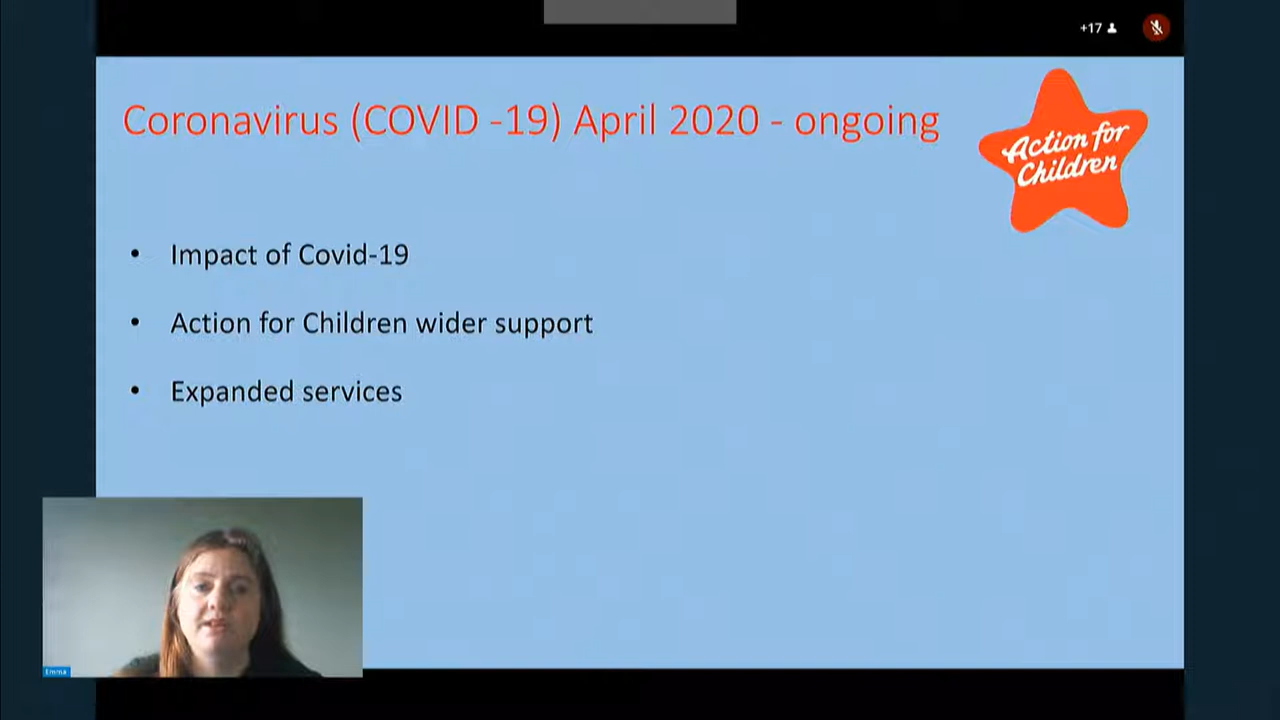 +17
Coronavirus (COVID -19) April 2020 - ongoing
Action for
Children
• Impact of Covid-19
• Action for Children wider support
• Expanded services
Emma